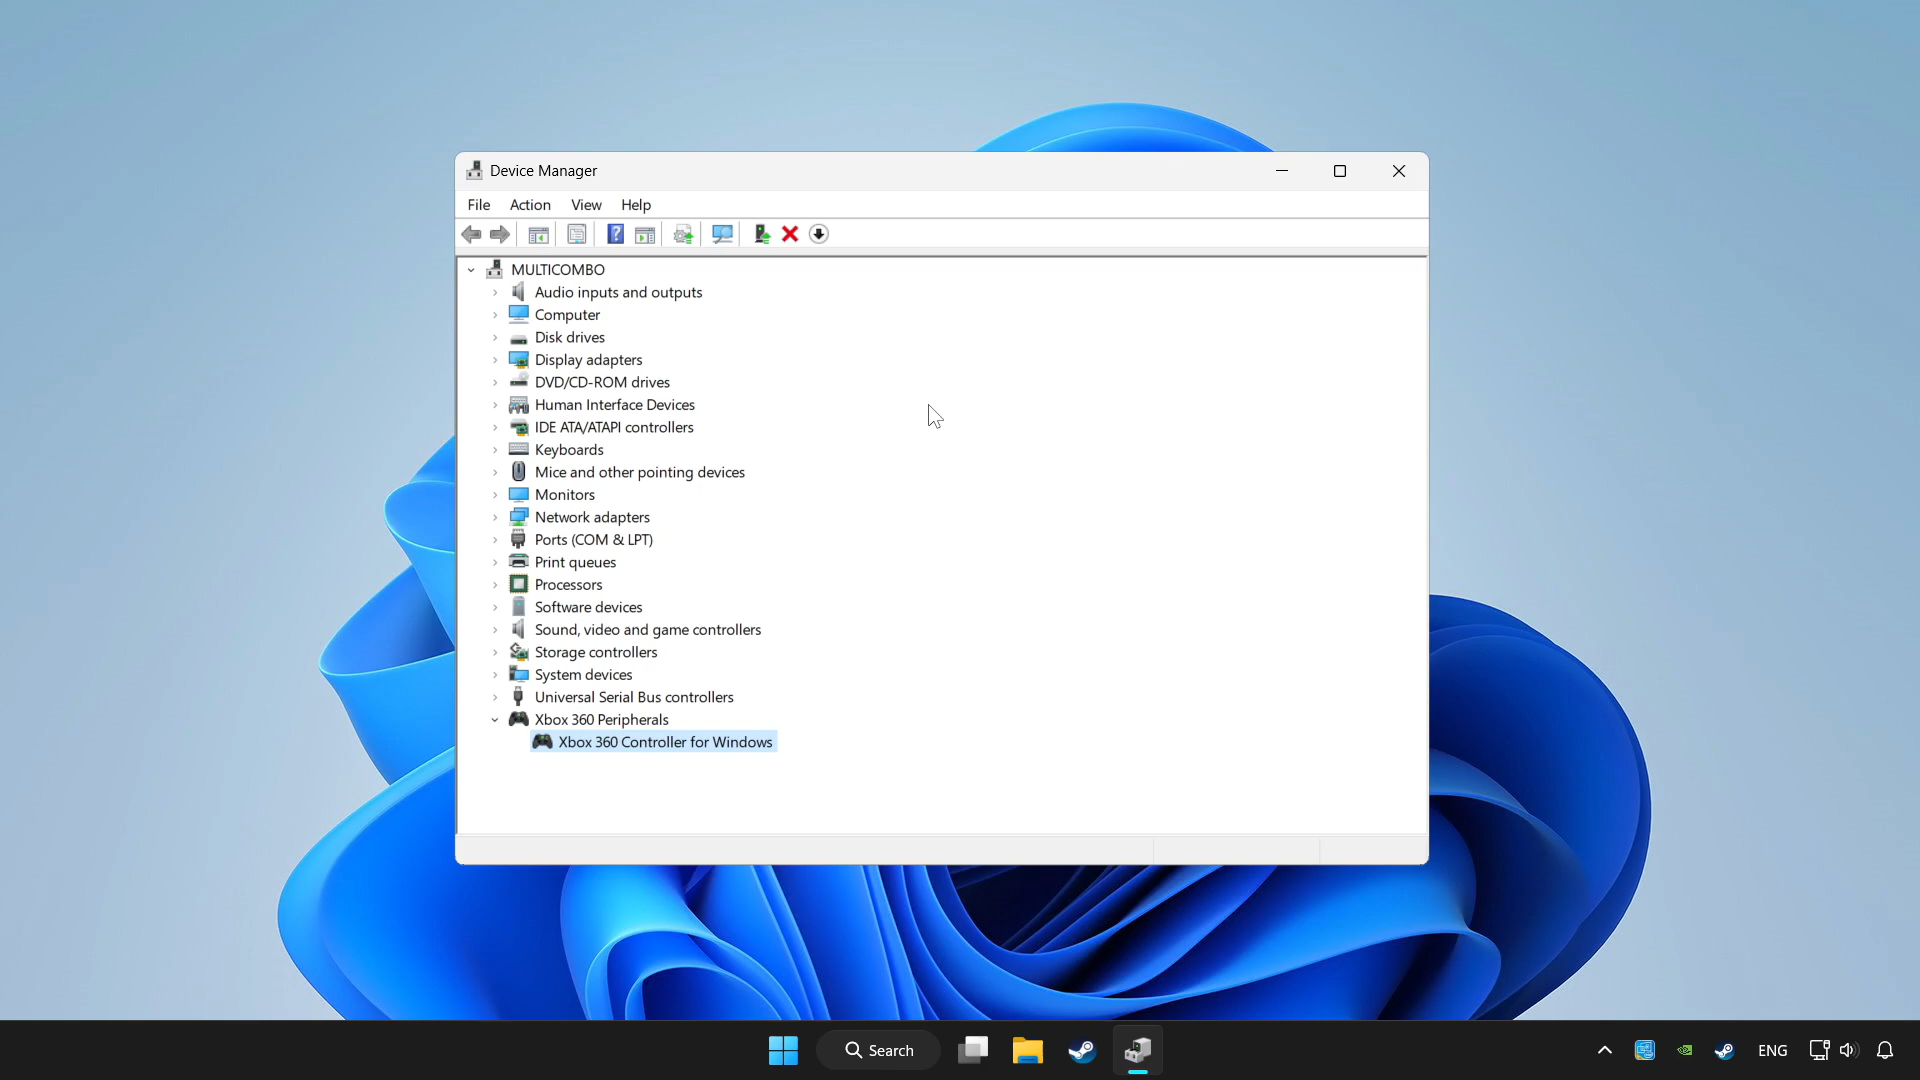 Device Manager
File Action View Help
MULTICOMBO
Audio inputs and outputs
Computer
Disk drives
Display adapters
DVD/CD-ROM drives
Human Interface Devices
IDE ATA/ATAPI controllers
Keyboards
Mice and other pointing devices
Monitors
Network adapters
Ports (COM & LPT)
Print queues
Processors
Software devices
Sound, video and game controllers
Storage controllers
System devices
Universal Serial Bus controllers
Xbox 360 Peripherals
Xbox 360 Controller for Windows
Search
ENG